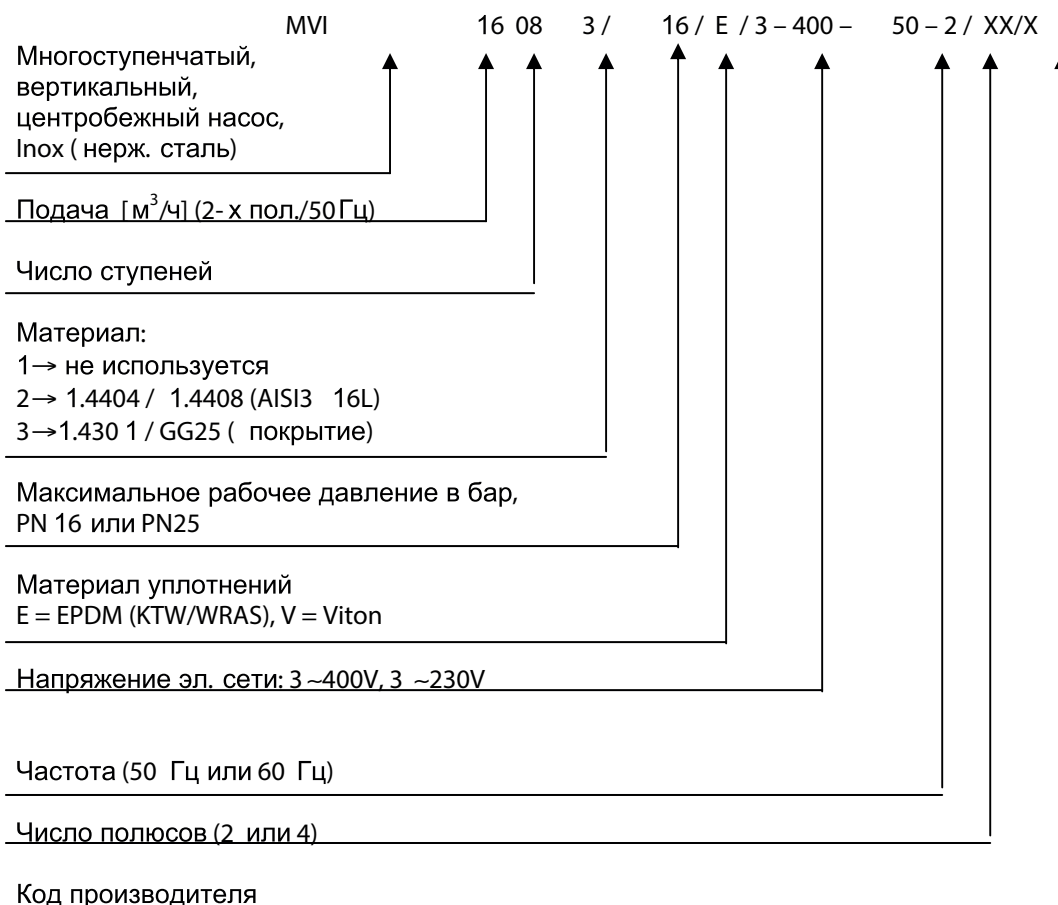 MVI 16 08 3 / 16 / E / 3 – 400 – 50 – 2 / XX/X
Многоступенчатый,
вертикальный,
центробежный насос,
Inox ( нерж. сталь)
Подача [м³/ч] (2- х пол./50 Гц)
Число ступеней
Материал:
1→ не используется
2→ 1.4404 / 1.4408 (AISI3 16L)
3→1.430 1 / GG25 ( покрытие)
Максимальное рабочее давление в бар,
PN 16 или PN25
Материал уплотнений
E = EPDM (KTW/WRAS), V = Viton
Напряжение эл. сети: 3 ~400V, 3 ~230V
Частота (50 Гц или 60 Гц)
Число полюсов (2 или 4)
Код производителя